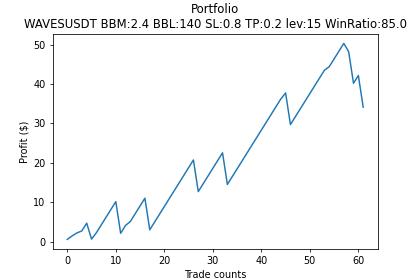 Portfolio
WAVESUSDT BBM:2.4 BBL:140 SL:0.8 TP:0.2 lev:15 WinRatio:85.0
Profit ($)
50
40
30
20
10
0
0 10 20 30 40 50 60
Trade counts